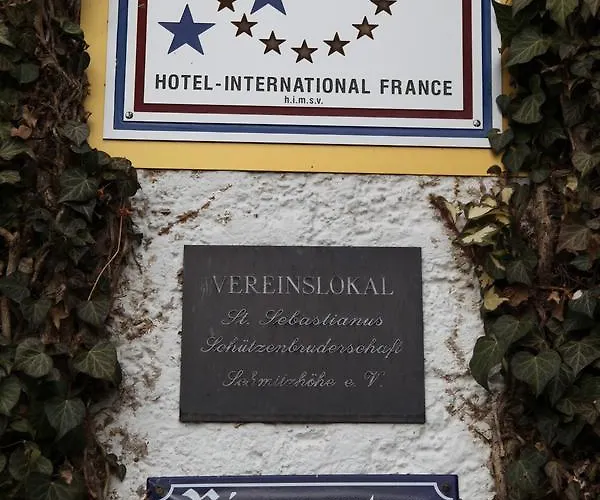 HOTEL-INTERNATIONAL FRANCE
h.i.m.s.v.
VEREINSLOKAL
St. Sebastianus
Schützenbruderschaft
Schmitzhöhe e. V.